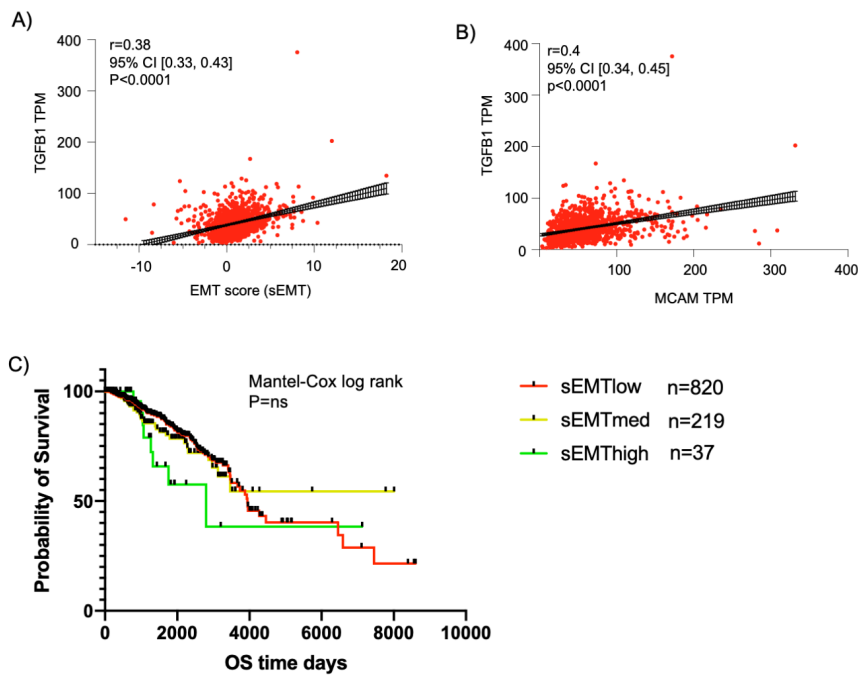 A)
r=0.38
95% CI [0.33, 0.43]
P<0.0001
TGFB1 TPM
400
300
200
100
0
-10 0 10 20
EMT score (sEMT)
B)
r=0.4
95% CI [0.34, 0.45]
p<0.0001
TGFB1 TPM
400
300
200
100
0
100 200 300 400
MCAM TPM
C)
Mantel-Cox log rank
P=ns
Probability of Survival
100
50
0
0 2000 4000 6000 8000 10000
OS time days
sEMTlow n=820
sEMTmed n=219
sEMThigh n=37